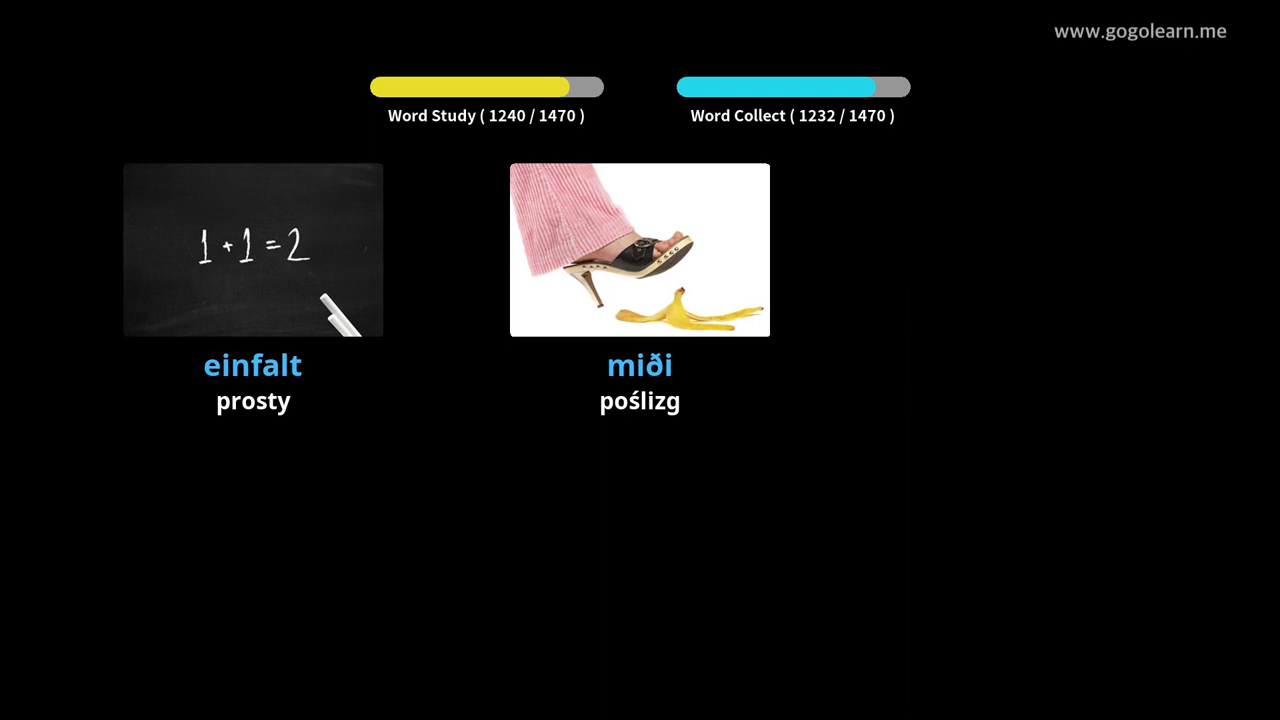 www.gogolearn.me
Word Study ( 1240 / 1470 )
Word Collect ( 1232 / 1470 )
1 + 1 = 2
einfalt
prosty
miði
poślizg